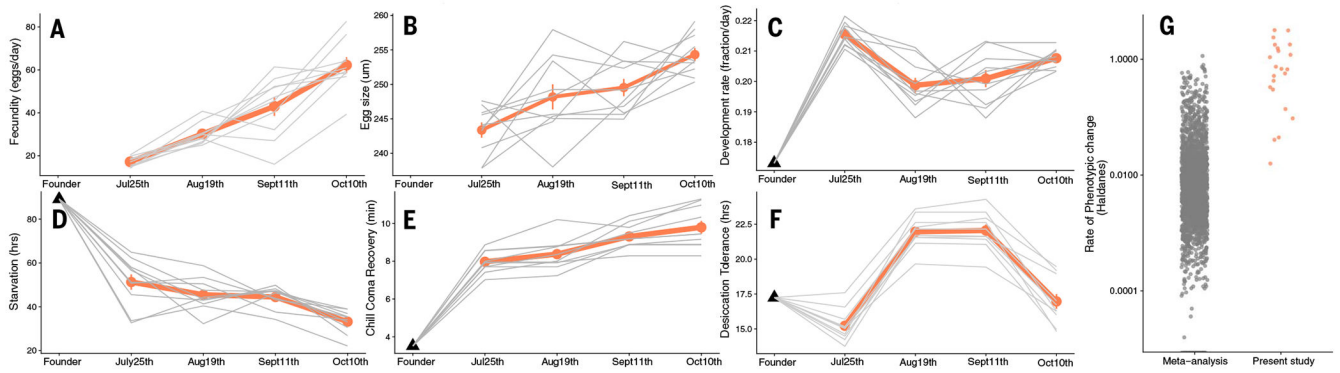 A
Fecundity (eggs/day)
80
60
40
20
Founder Jul25th Aug19th Sept11th Oct10th
B
Egg size (um)
260
255
250
245
240
Founder Jul25th Aug19th Sept11th Oct10th
C
Development rate (fraction/day)
0.22
0.21
0.20
0.19
0.18
0.17
Founder Jul25th Aug19th Sept11th Oct10th
D
Starvation (hrs)
80
60
40
20
Founder Jul25th Aug19th Sept11th Oct10th
E
Chill Coma Recovery (min)
10
8
6
4
Founder Jul25th Aug19th Sept11th Oct10th
F
Desiccation Tderance (hrs)
22.5
20.0
17.5
15.0
Founder Jul25th Aug19th Sept11th Oct10th
G
Rate of Phenotypic change
(Haldanes)
1.0000
0.0100
0.0001
Meta-analysis Present study